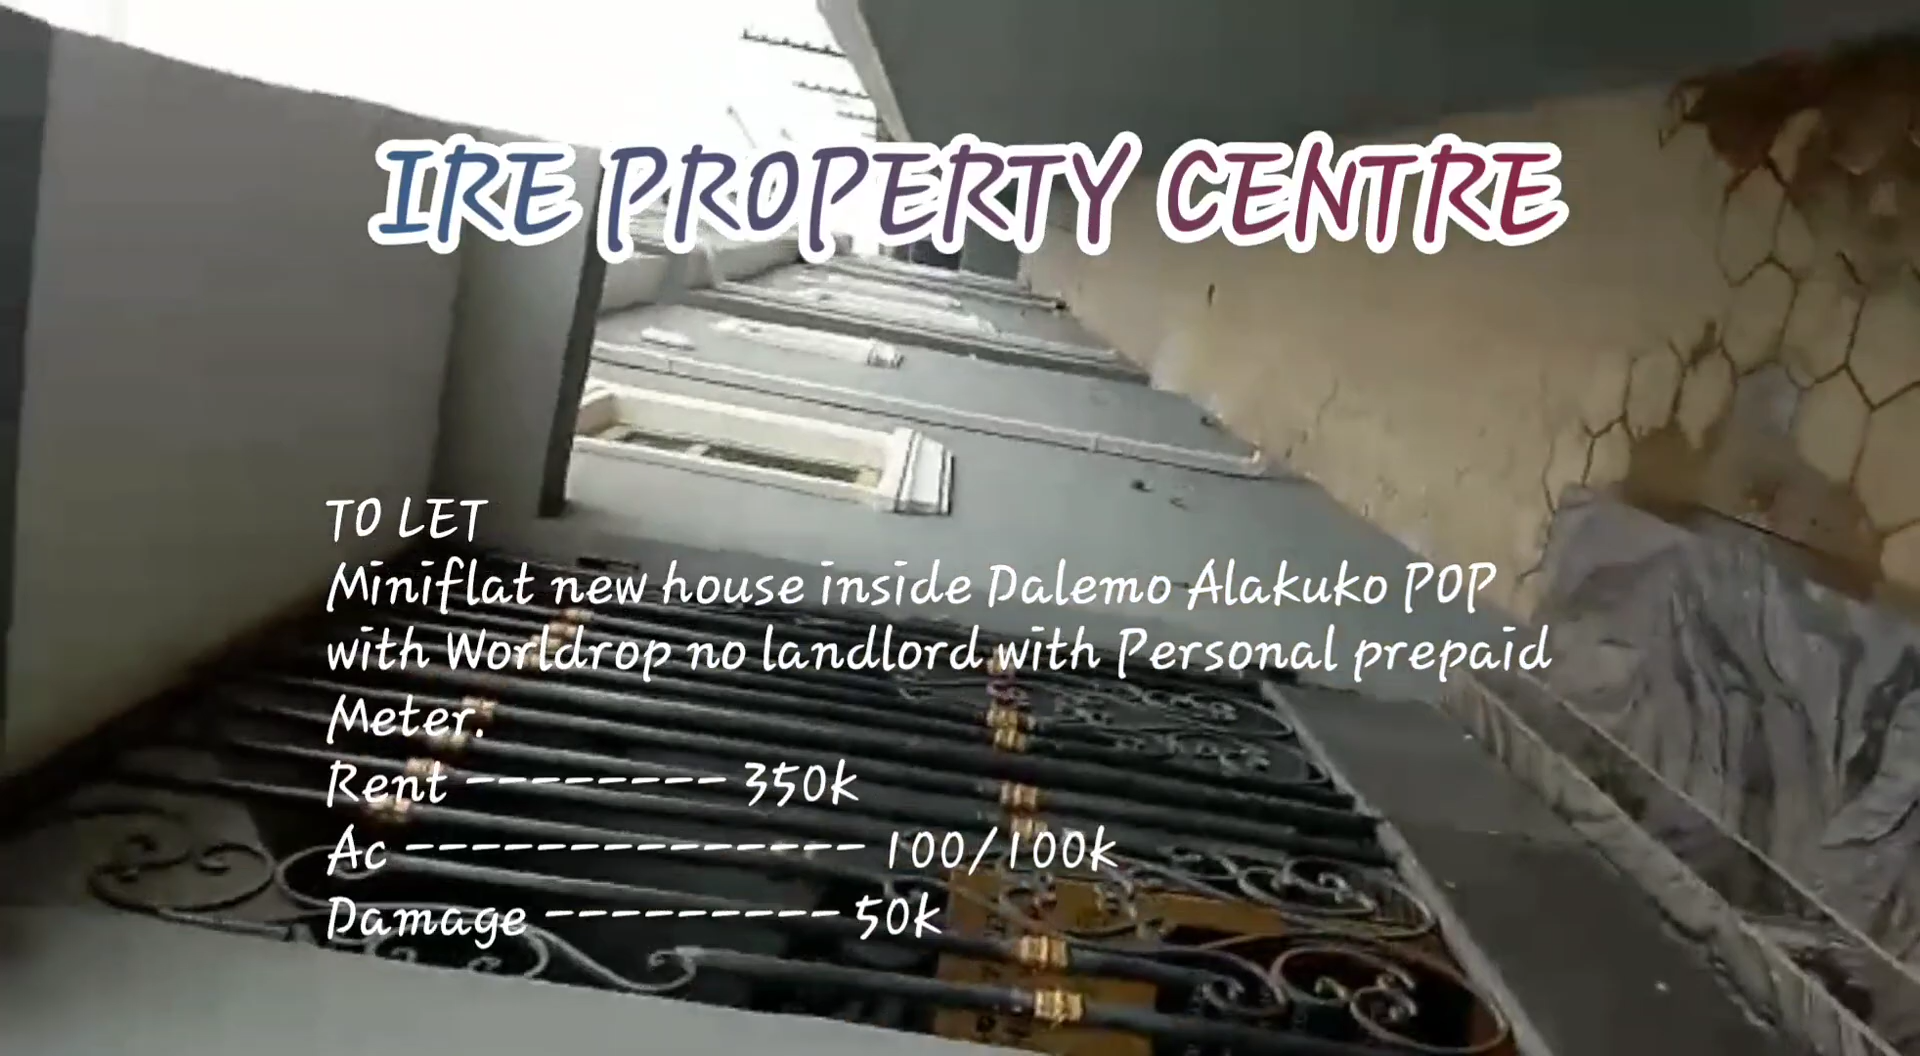 IRE PROPERTY CENTRE
TO LET
Miniflat new house inside Dalemo Alakuko POP
with Worldrop no landlord with Personal prepaid
Meter.
Rent -------- 350k
Ac -------------- 100/100k
Damage --------- 50k